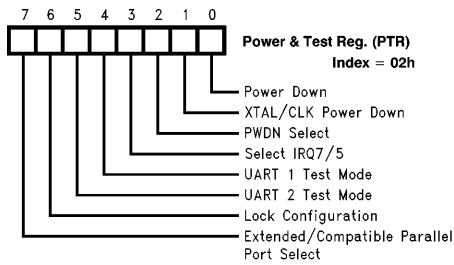 7 6 5 4 3 2 1 0
Power & Test Reg. (PTR)
Index = 02h
Power Down
XTAL/CLK Power Down
PWDN Select
Select IRQ7/5
UART 1 Test Mode
UART 2 Test Mode
Lock Configuration
Extended/Compatible Parallel
Port Select